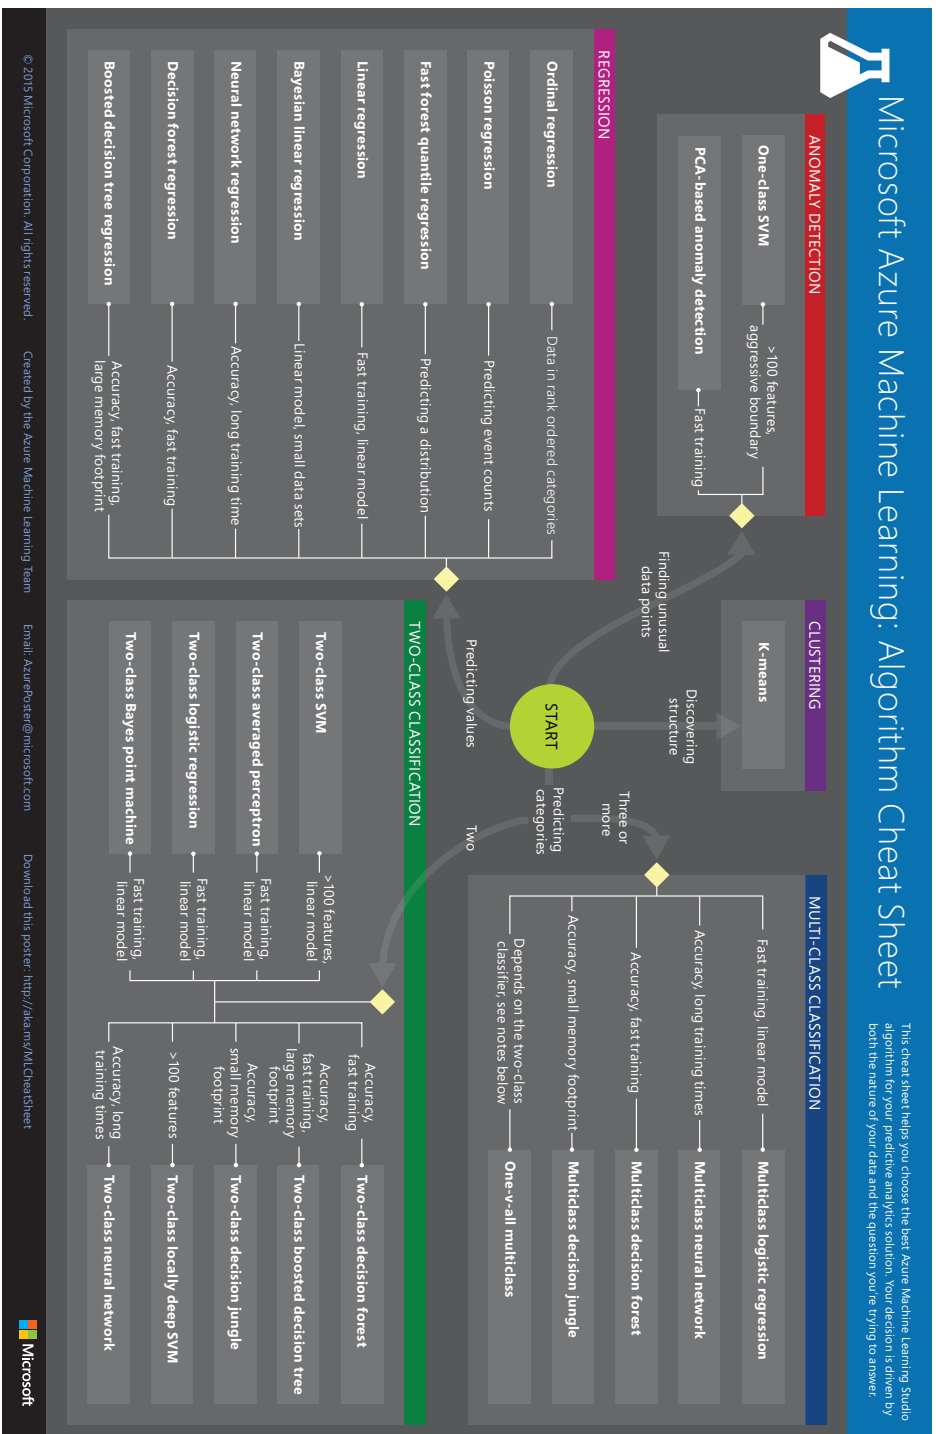 Microsoft Azure Machine Learning: Algorithm Cheat Sheet
This cheat sheet helps you choose the best Azure Machine Learning Studio
algorithm for your predictive analytics solution. Your decision is driven by
both the nature of your data and the question you're trying to answer.
ANOMALY DETECTION
One-class SVM
>100 features,
aggressive boundary
PCA-based anomaly detection
Fast training
CLUSTERING
K-means
MULTI-CLASS CLASSIFICATION
Fast training, linear model
Multiclass logistic regression
Accuracy, long training times
Multiclass neural network
Accuracy, fast training
Multiclass decision forest
Accuracy, small memory footprint
Multiclass decision jungle
Depends on the two-class
classifier, see notes below
One-v-all multiclass
Finding unusual
data points
Discovering
structure
START
Three or
more
Predicting
categories
Predicting values
Two
REGRESSION
Ordinal regression
Data in rank ordered categories
Poisson regression
Predicting event counts
Fast forest quantile regression
Predicting a distribution
Linear regression
Fast training, linear model
Bayesian linear regression
Linear model, small data sets
Neural network regression
Accuracy, long training time
Decision forest regression
Accuracy, fast training
Boosted decision tree regression
Accuracy, fast training,
large memory footprint
TWO-CLASS CLASSIFICATION
Two-class SVM
>100 features,
linear model
Two-class averaged perceptron
Fast training,
linear model
Two-class logistic regression
Fast training,
linear model
Two-class Bayes point machine
Fast training,
linear model
Accuracy,
fast training
Two-class decision forest
Accuracy,
fast training,
large memory
footprint
Two-class boosted decision tree
Accuracy,
small memory
footprint
Two-class decision jungle
>100 features
Two-class locally deep SVM
Accuracy, long
training times
Two-class neural network
© 2015 Microsoft Corporation. All rights reserved.
Created by the Azure Machine Learning Team
Email: AzurePoster@microsoft.com
Download this poster: http://aka.ms/MLCheatSheet
Microsoft